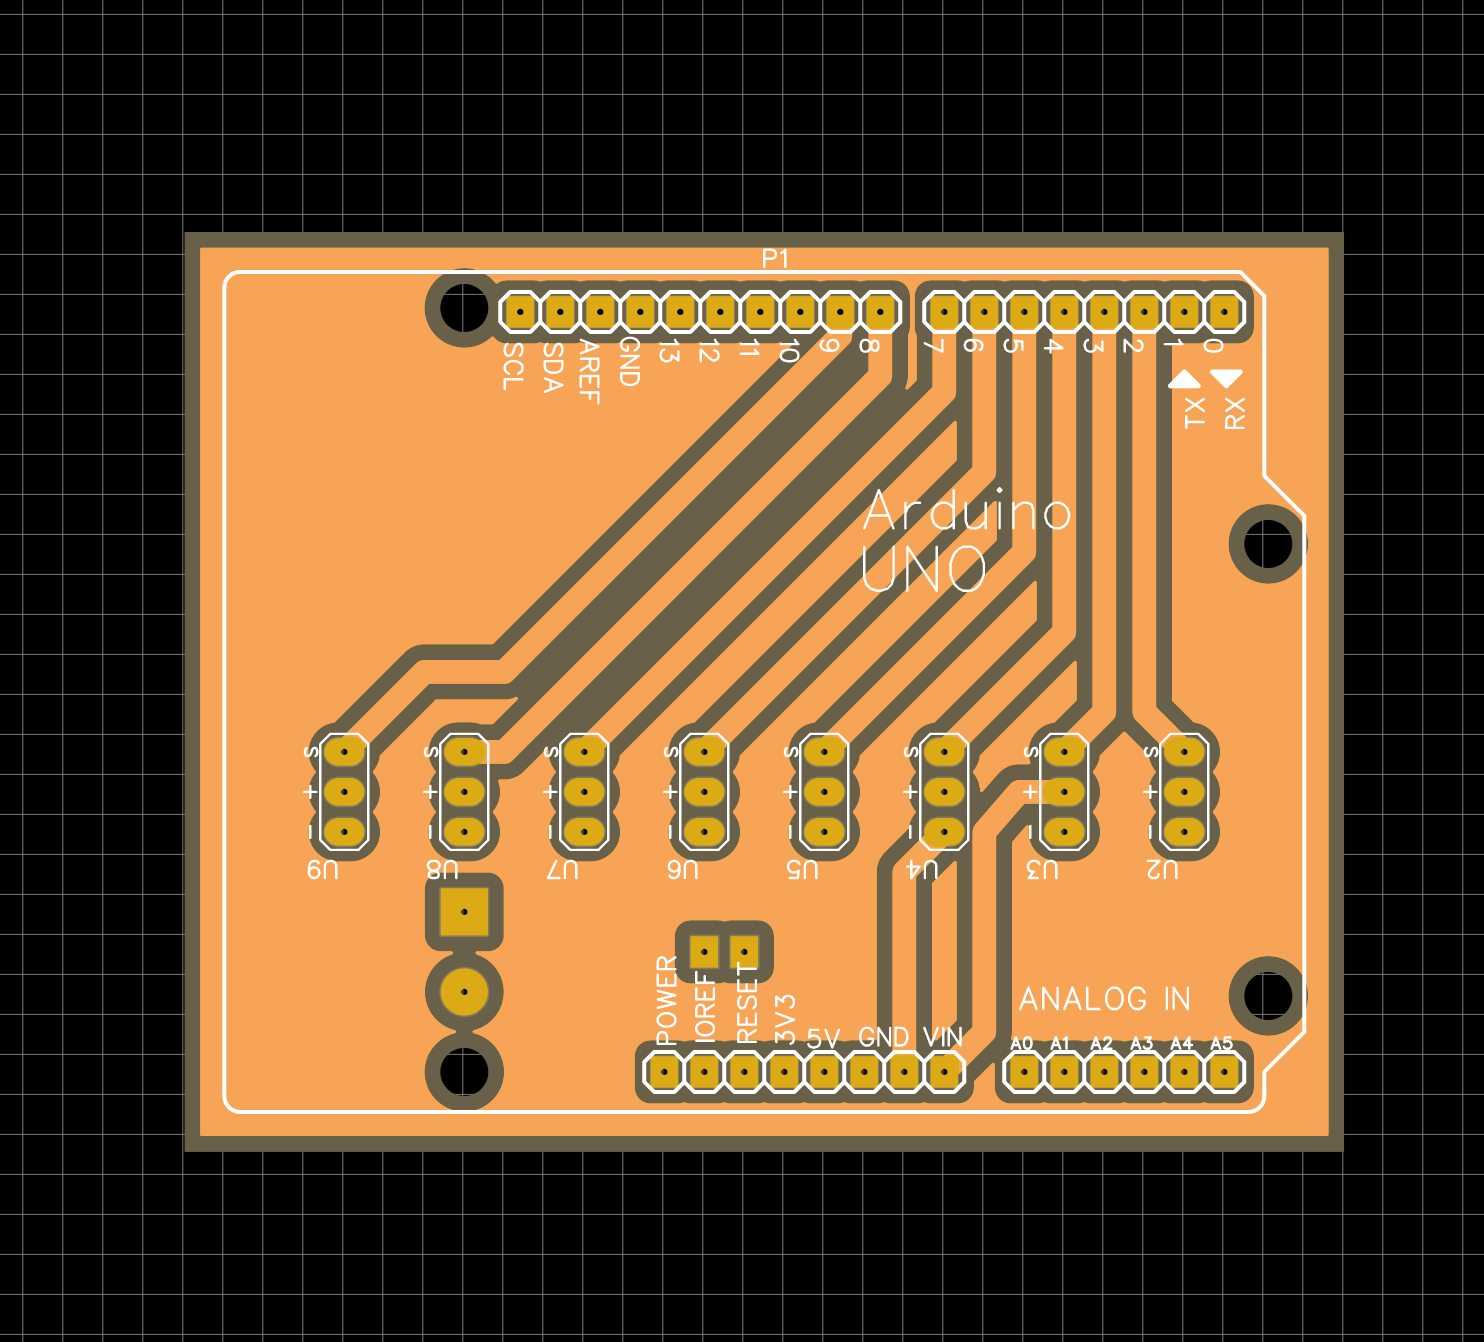 P1
SCL
SDA
AREF
GND
13
12
11
10
9
8
7
6
5
4
3
2
1
0
TX
RX
Arduino
UNO
S
S
S
S
S
S
S
S
+
+
+
+
+
+
+
+
-
-
-
-
-
-
-
-
U9
U8
U7
U6
U5
U4
U3
U2
POWER
IOREF
RESET
3V3
5V
GND
VIN
ANALOG IN
A0
A1
A2
A3
A4
A5